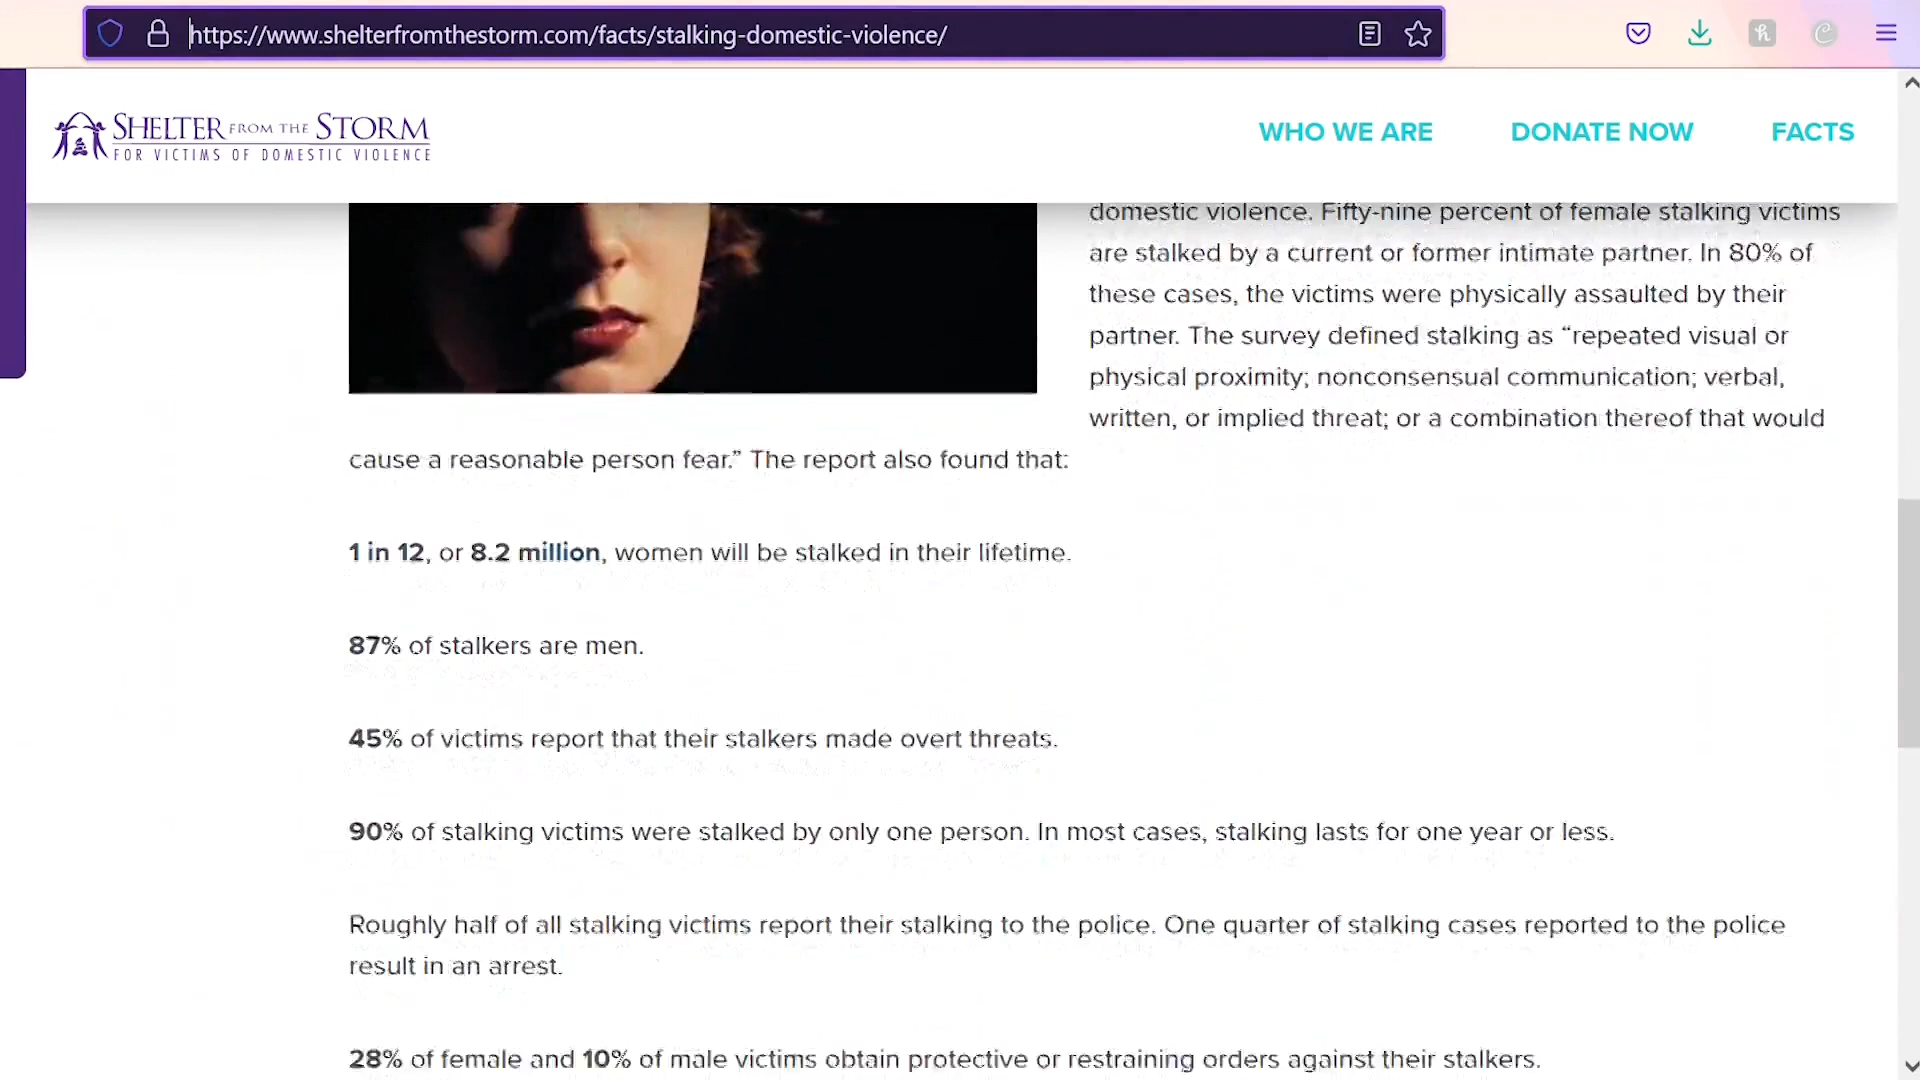 https://www.shelterfromthestorm.com/facts/stalking-domestic-violence/
SHELTER FROM THE STORM
FOR VICTIMS OF DOMESTIC VIOLENCE
WHO WE ARE
DONATE NOW
FACTS
domestic violence. Fifty-nine percent of female stalking victims
are stalked by a current or former intimate partner. In 80% of
these cases, the victims were physically assaulted by their
partner. The survey defined stalking as “repeated visual or
physical proximity; nonconsensual communication; verbal,
written, or implied threat; or a combination thereof that would
cause a reasonable person fear.” The report also found that:
1 in 12, or 8.2 million, women will be stalked in their lifetime.
87% of stalkers are men.
45% of victims report that their stalkers made overt threats.
90% of stalking victims were stalked by only one person. In most cases, stalking lasts for one year or less.
Roughly half of all stalking victims report their stalking to the police. One quarter of stalking cases reported to the police
result in an arrest.
28% of female and 10% of male victims obtain protective or restraining orders against their stalkers.